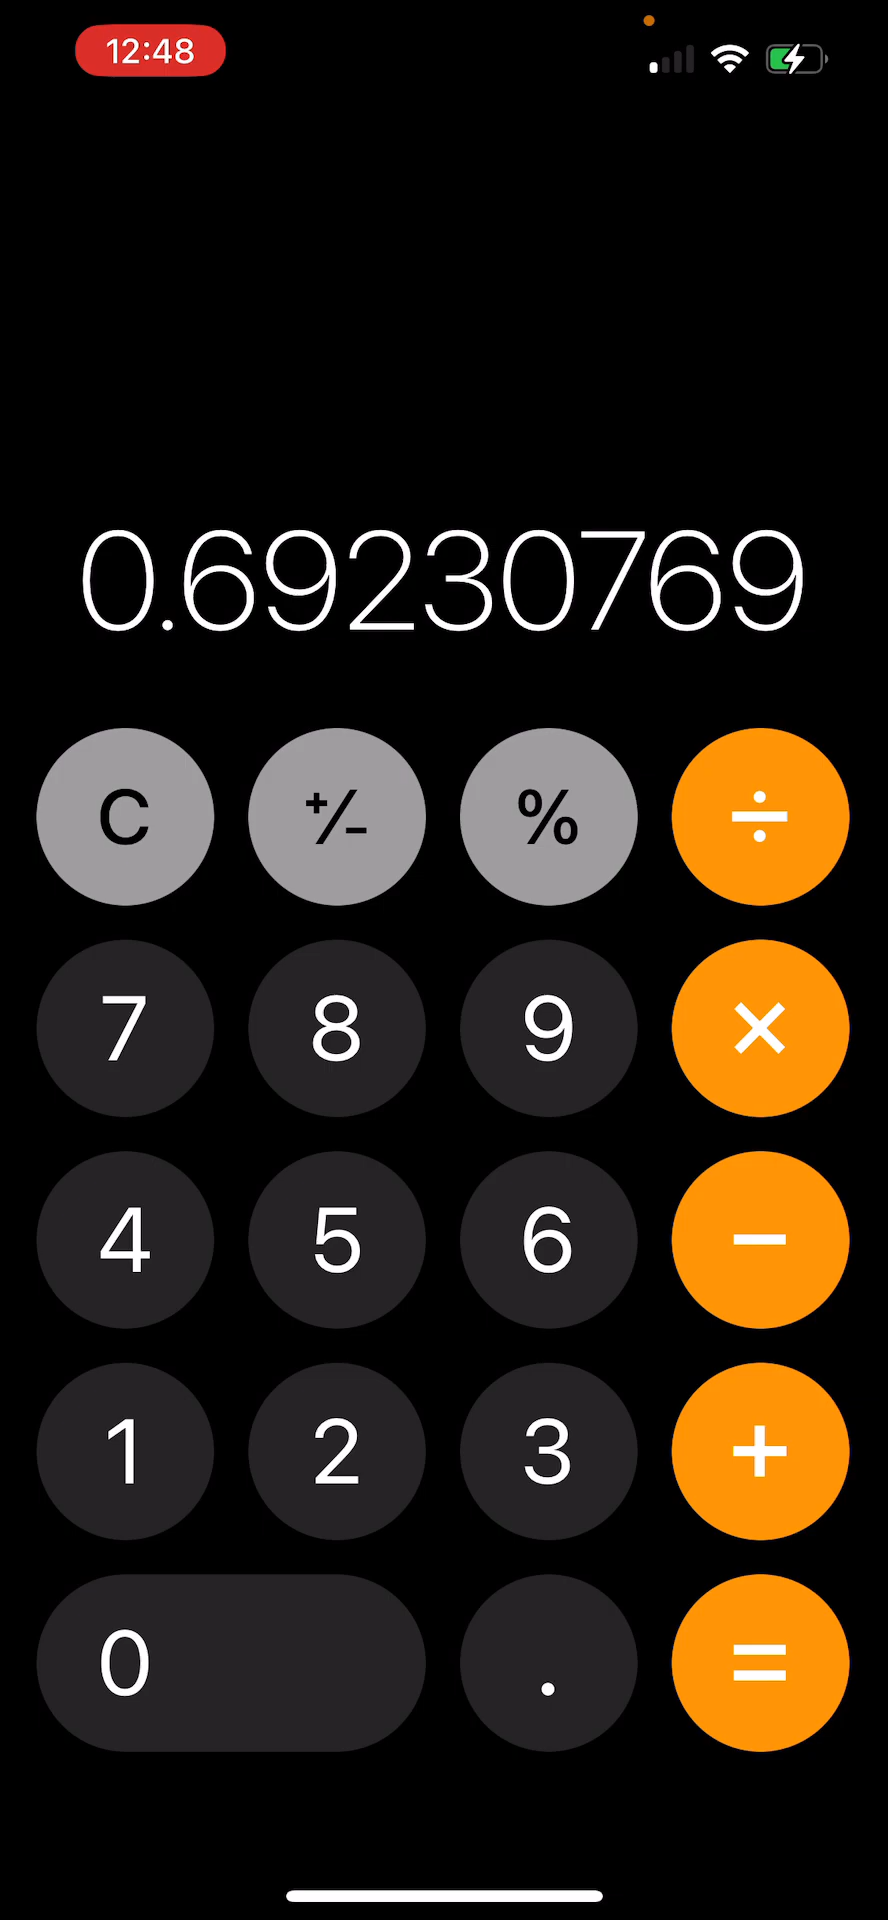 12:48
0.69230769
C +/- % ÷
7 8 9 ×
4 5 6 −
1 2 3 +
0 . =